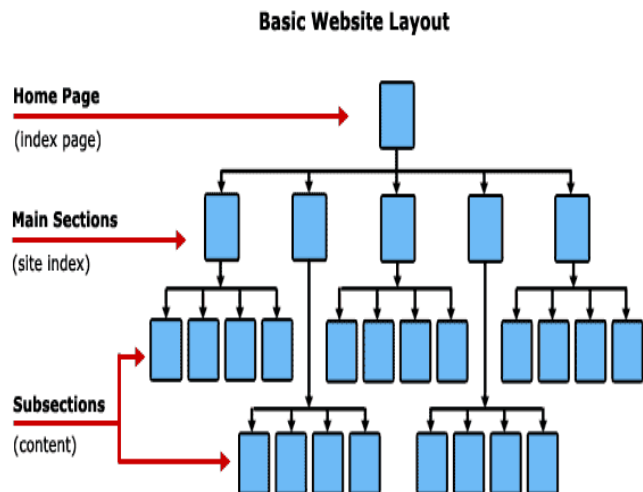 Basic Website Layout
Home Page
(index page)
Main Sections
(site index)
Subsections
(content)